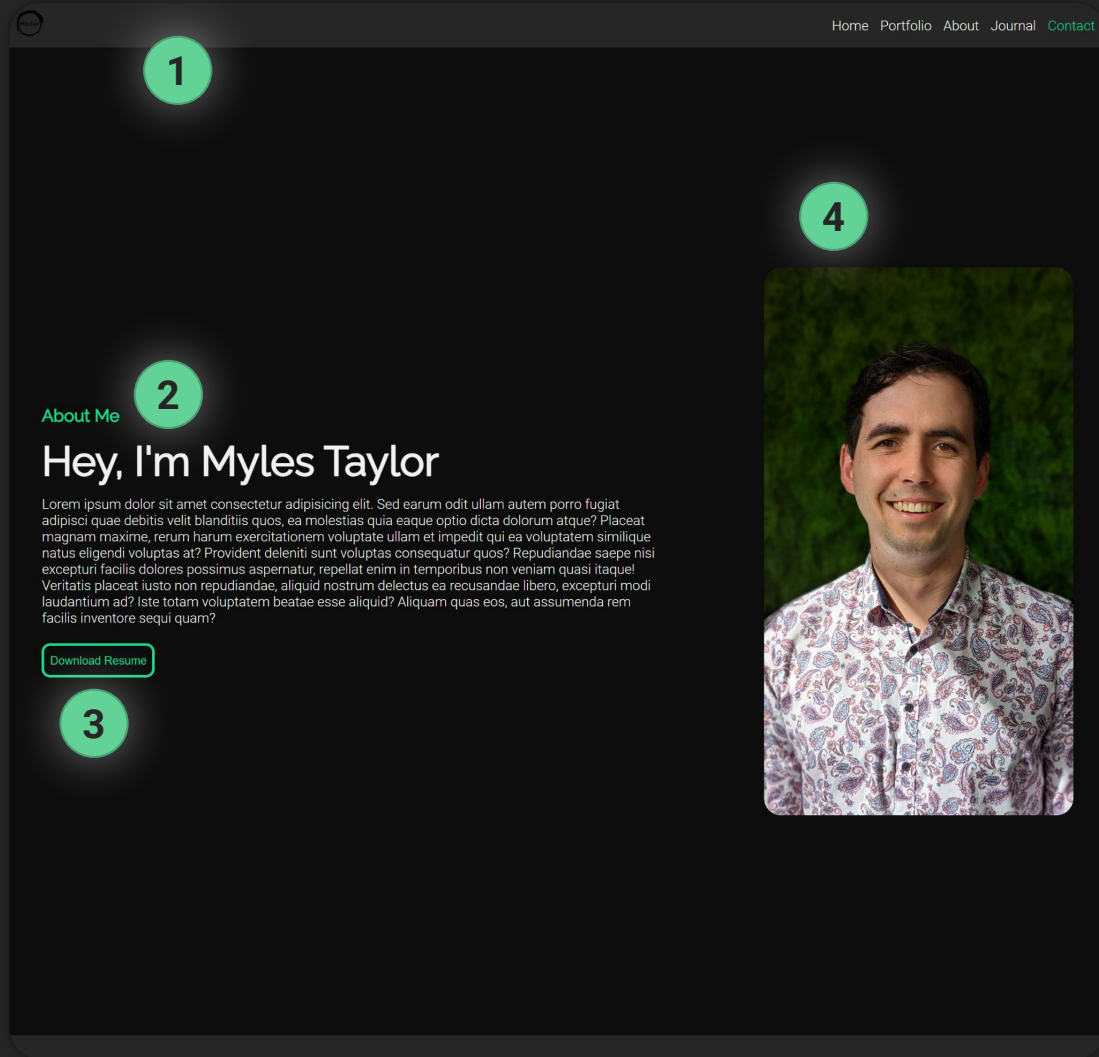 Home Portfolio About Journal Contact
1
4
2
About Me
Hey, I'm Myles Taylor
Lorem ipsum dolor sit amet consectetur adipisicing elit. Sed earum odit ullam autem porro fugiat
adipisci quae debitis velit blanditiis quos, ea molestias quia eaque optio dicta dolorum atque? Placeat
magnam maxime, rerum harum exercitationem voluptate ullam et impedit qui ea voluptatem similique
natus eligendi voluptas at? Provident deleniti sunt voluptas consequatur quos? Repudiandae saepe nisi
excepturi facilis dolores possimus aspernatur, repellat enim in temporibus non veniam quasi itaque!
Veritatis placeat iusto non repudiandae, aliquid nostrum delectus ea recusandae libero, excepturi modi
laudantium ad? Iste totam voluptatem beatae esse aliquid? Aliquam quas eos, aut assumenda rem
facilis inventore sequi quam?
Download Resume
3